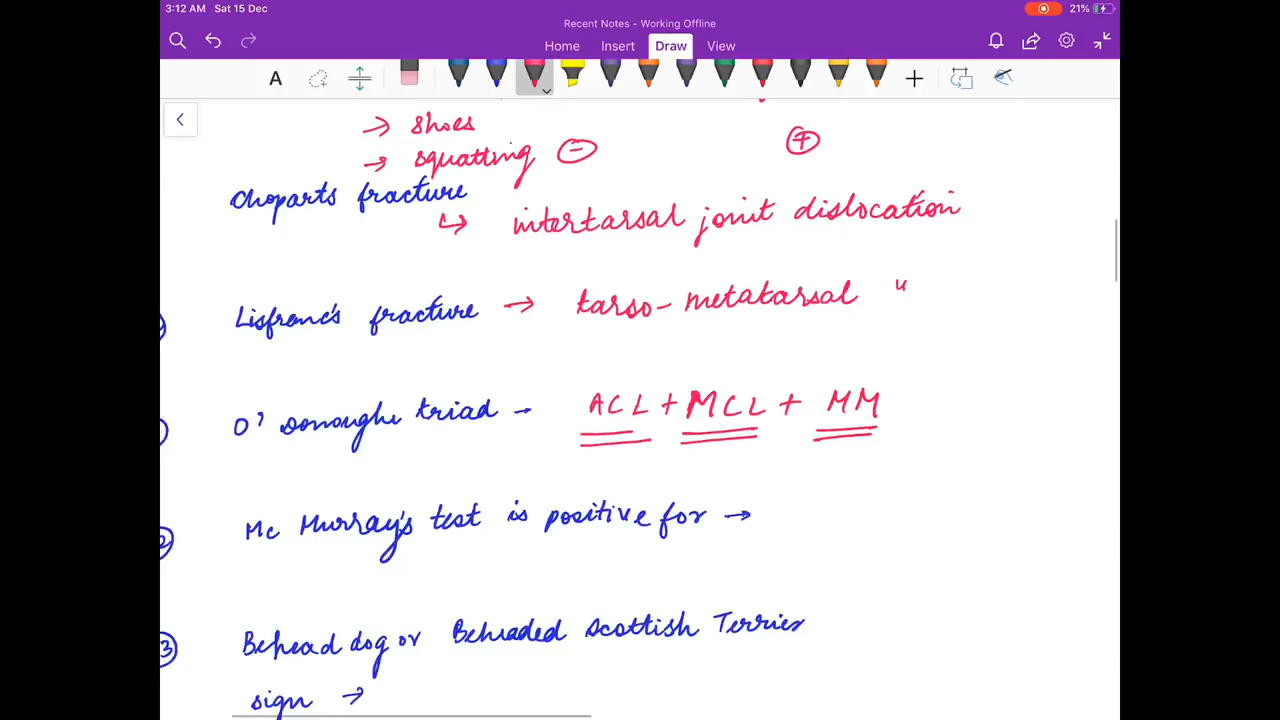 3:12 AM Sat 15 Dec
21%
Recent Notes - Working Offline
Home Insert Draw View
A
→ shoes
→ squatting ⊖ ⊕
Choparts fracture
↳ intertarsal jonit dislocation
Lisfranc's fracture → tarso-metatarsal "
O' Donoughe triad → ACL + MCL + MM
Mc Murray's test is positive for →
3 Behead dog or Beheaded scottish Terrier
sign →